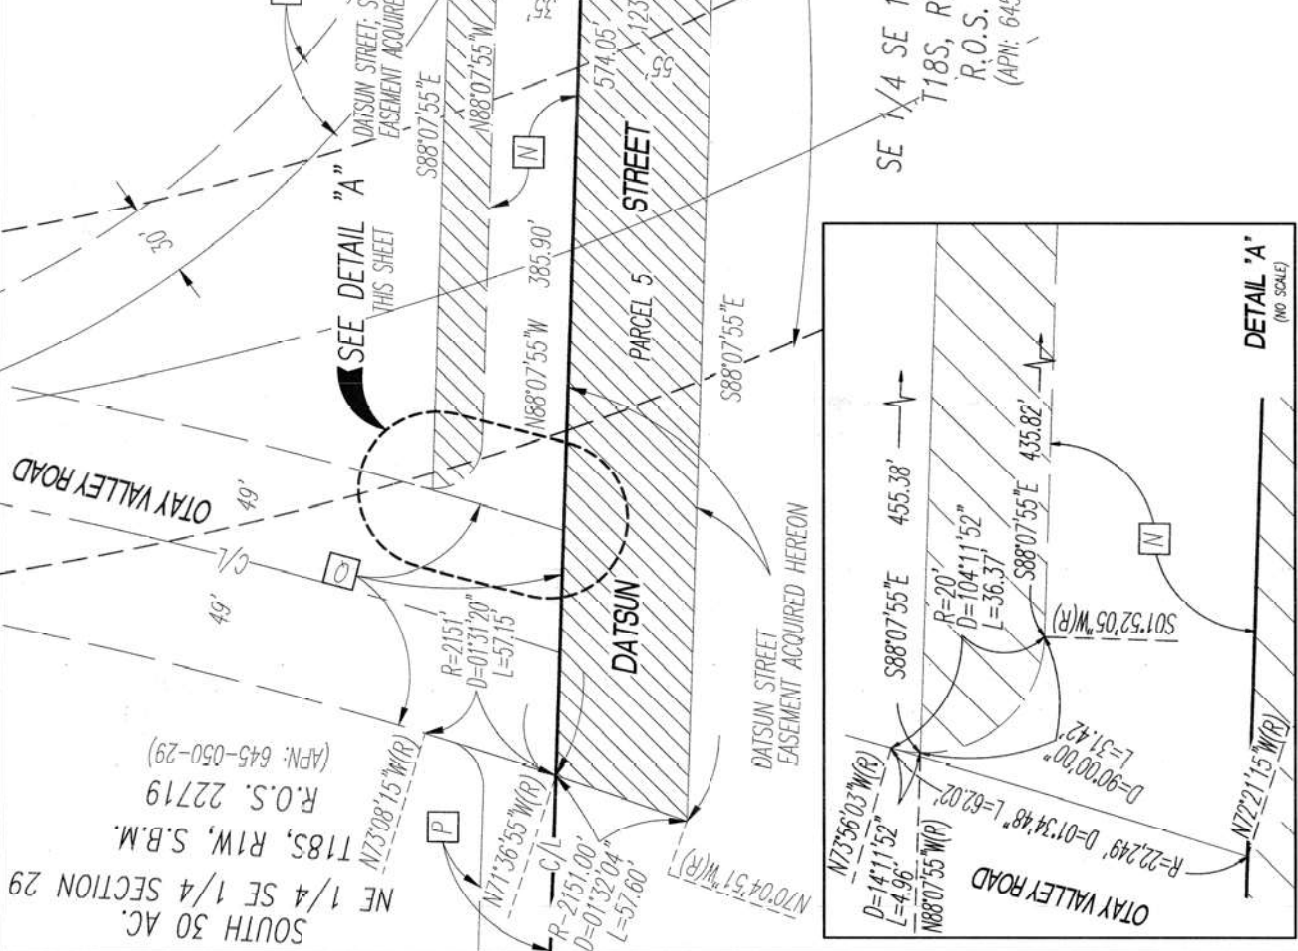 DATSUN STREET; S
EASEMENT ACQUIRE
S88°07'55"E
N88°07'55"W
35'
574.05'
123
55'
SE 1/4 SE 1
T18S, R
R.O.S.
(APN: 645
30'
SEE DETAIL "A"
THIS SHEET
N
N88°07'55"W 385.90'
STREET
PARCEL 5
S88°07'55"E
OTAY VALLEY ROAD
49'
C/L
49'
Q
R=2151'
D=01°31'20"
L=57.15'
DATSUN
DATSUN STREET
EASEMENT ACQUIRED HEREON
SOUTH 30 AC.
NE 1/4 SE 1/4 SECTION 29
T18S, R1W, S.B.M.
R.O.S. 22719
(APN: 645-050-29)
N73°08'15"W(R)
P
N71°36'55"W(R)
C/L
R=2151.00'
D=01°32'04"
L=57.60'
N70°04'51"W(R)
DETAIL "A"
(NO SCALE)
S88°07'55"E 455.38'
R=20'
D=104°11'52"
L=36.37'
S88°07'55"E 435.82'
N
S01°52'05"W(R)
N73°56'03"W(R)
D=14°11'52"
L=4.96'
N88°07'55"W(R)
D=90°00'00"
L=31.42'
R=22,249' D=01°34'48" L=62.02'
N72°21'15"W(R)
OTAY VALLEY ROAD